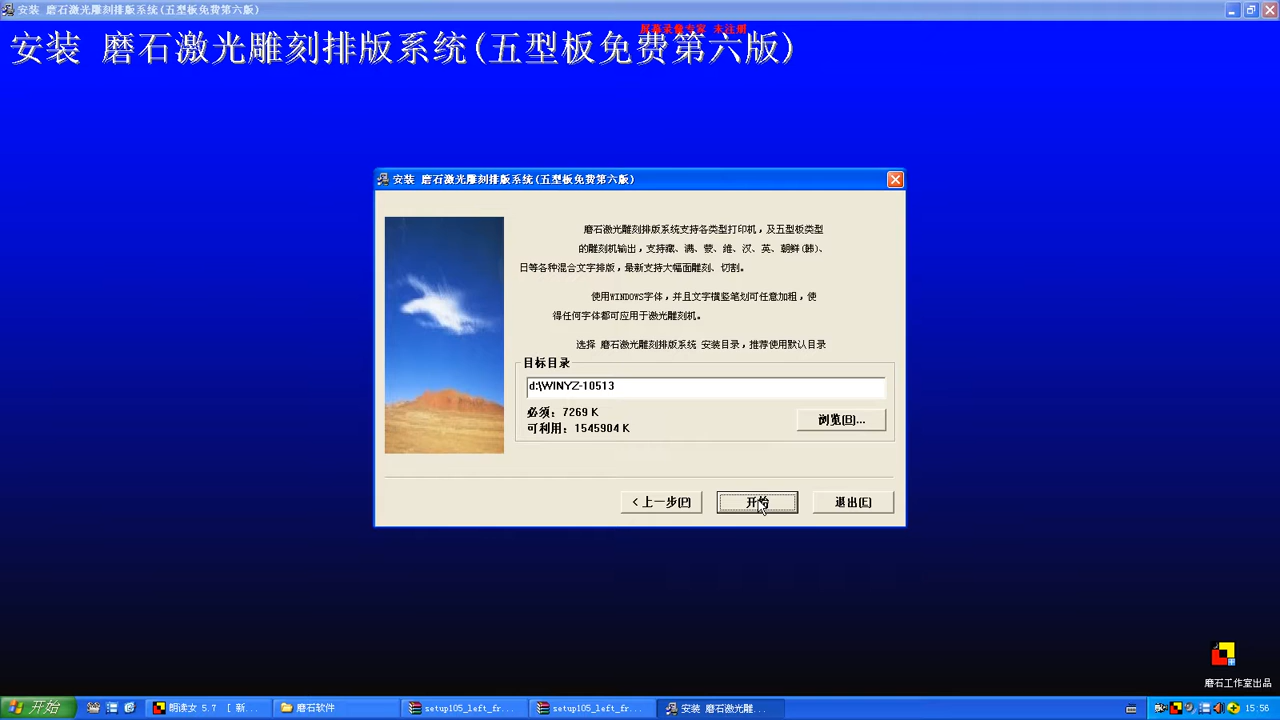 安装 磨石激光雕刻排版系统(五型板免费第六版)
屏幕录像专家 未注册
安装 磨石激光雕刻排版系统(五型板免费第六版)
安装 磨石激光雕刻排版系统(五型板免费第六版)
磨石激光雕刻排版系统支持各类型打印机，及五型板类型
的雕刻机输出，支持藏、满、蒙、维、汉、英、朝鲜(韩)、
日等各种混合文字排版，最新支持大幅面雕刻、切割。
使用WINDOWS字体，并且文字横竖笔划可任意加粗，使
得任何字体都可应用于激光雕刻机。
选择 磨石激光雕刻排版系统 安装目录，推荐使用默认目录
目标目录
d:\WINYZ-10513
必须: 7269 K
可利用: 1545904 K
浏览(B)...
<上一步(P)
开始
退出(E)
磨石工作室出品
开始
朗读女 5.7 [ 新...
磨石软件
setup105_left_fr...
setup105_left_fr...
安装 磨石激光雕...
15:56